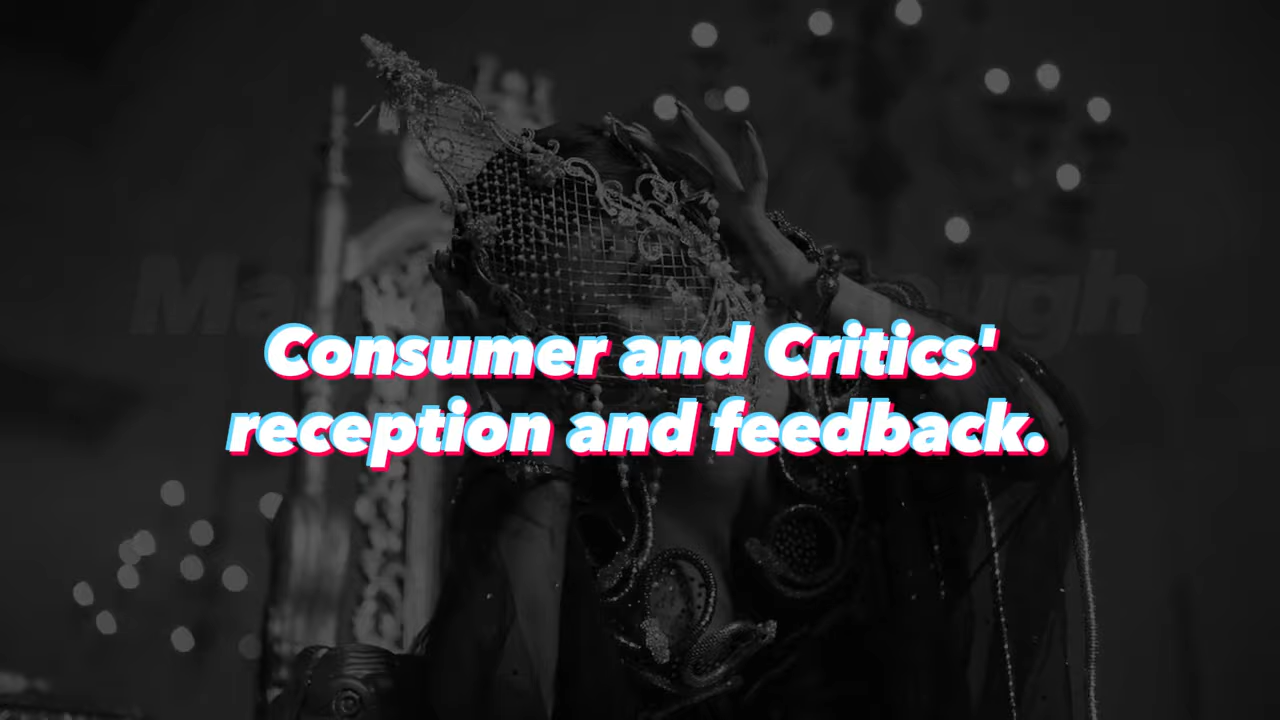 Consumer and Critics'
reception and feedback.